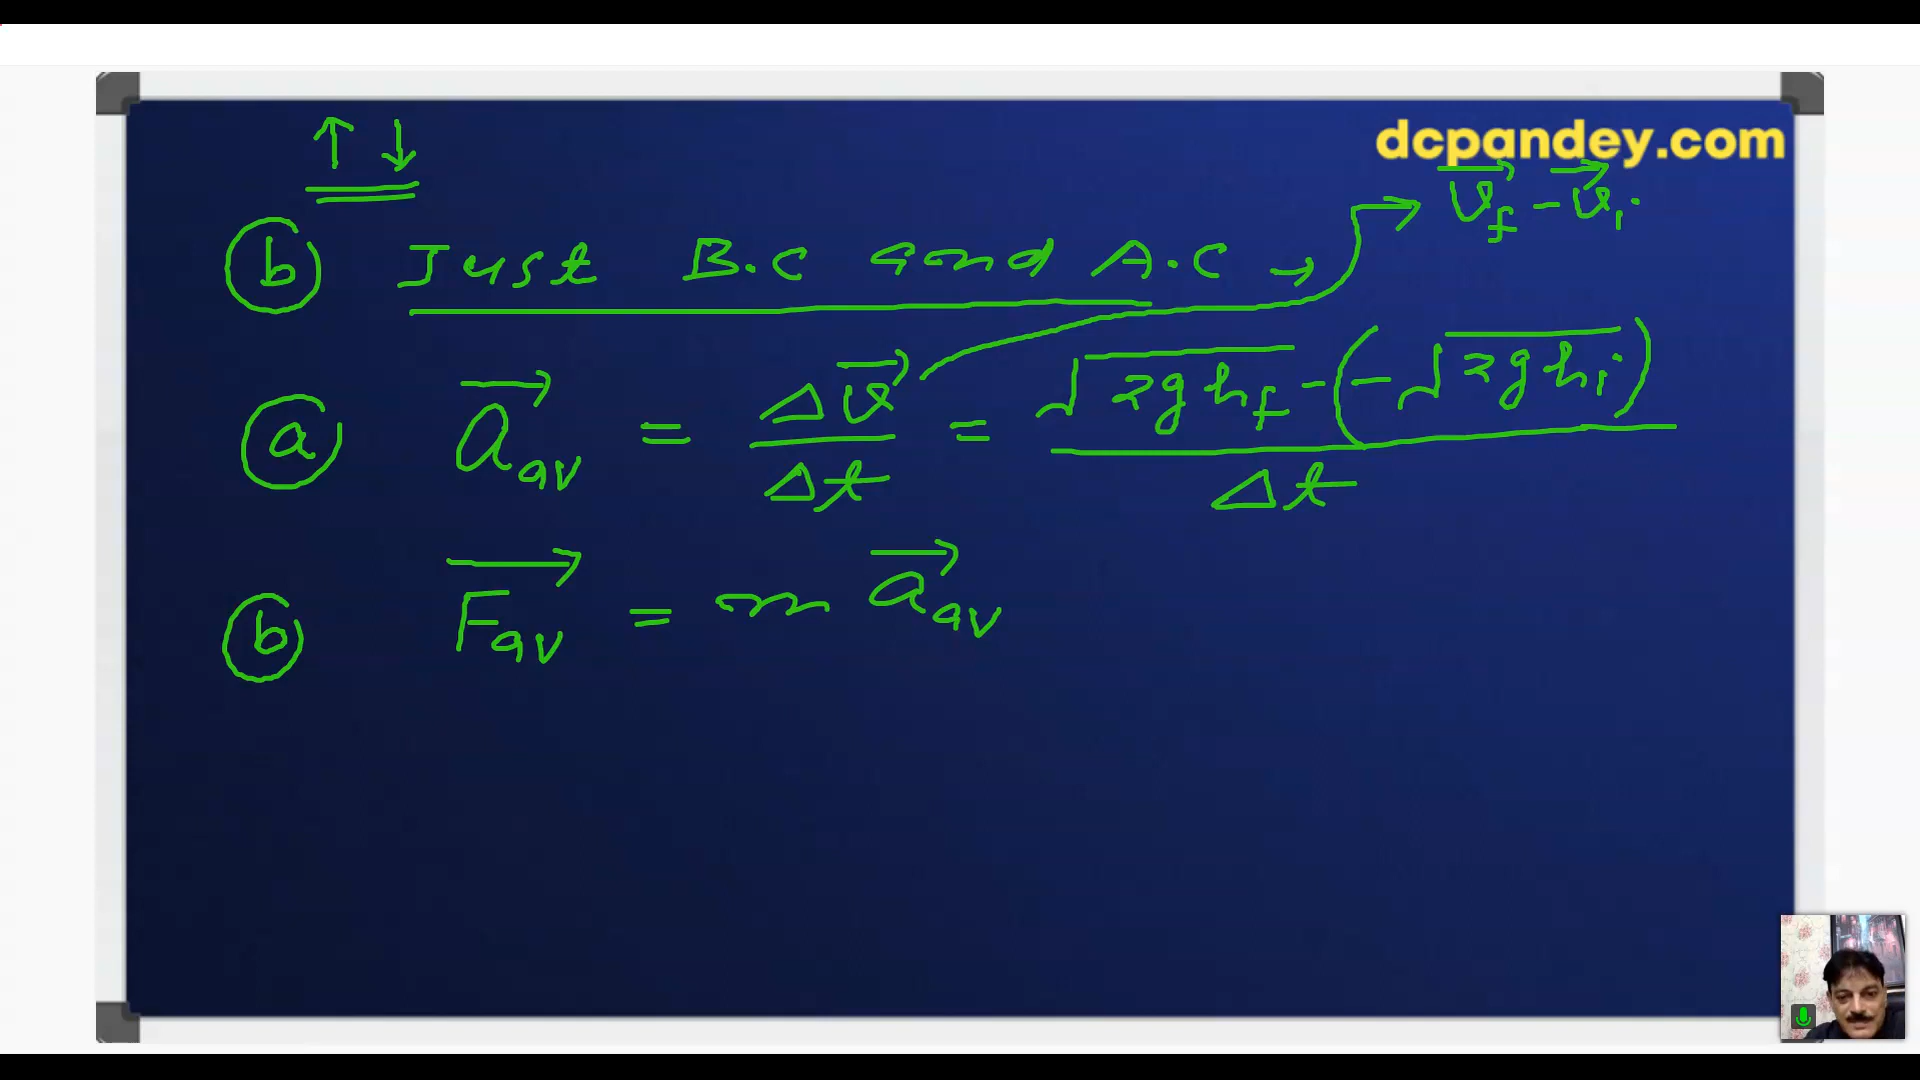 dcpandey.com
↑ ↓
v⃗f - v⃗i
(b) Just B.C and A.C →
(a) a⃗av = Δv⃗/Δt = (√2ghf - (-√2ghi))/Δt
(b) F⃗av = m a⃗av